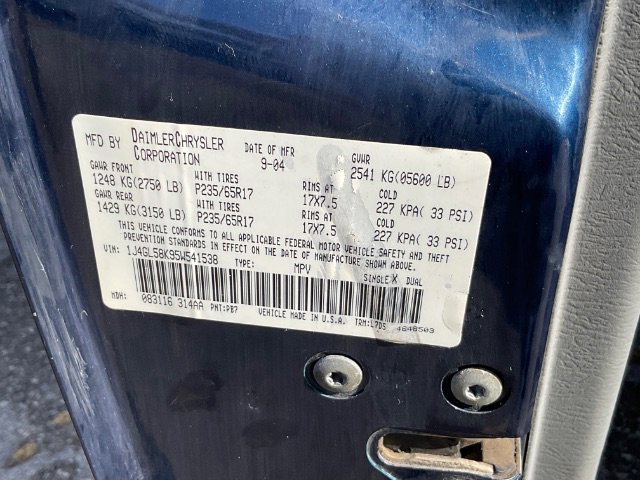 MFD BY DAIMLERCHRYSLER CORPORATION DATE OF MFR 9-04 GVWR 2541 KG(05600 LB)
GAWR FRONT WITH TIRES RIMS AT COLD
1248 KG(2750 LB) P235/65R17 17X7.5 227 KPA( 33 PSI)
GAWR REAR WITH TIRES RIMS AT COLD
1429 KG(3150 LB) P235/65R17 17X7.5 227 KPA( 33 PSI)
THIS VEHICLE CONFORMS TO ALL APPLICABLE FEDERAL MOTOR VEHICLE SAFETY AND THEFT
PREVENTION STANDARDS IN EFFECT ON THE DATE OF MANUFACTURE SHOWN ABOVE.
VIN: 1J4GL58K95W541538 TYPE: MPV SINGLE X DUAL
MDH: 083116 314AA PNT:PB7 VEHICLE MADE IN U.S.A. TRM:L7D5 4648503